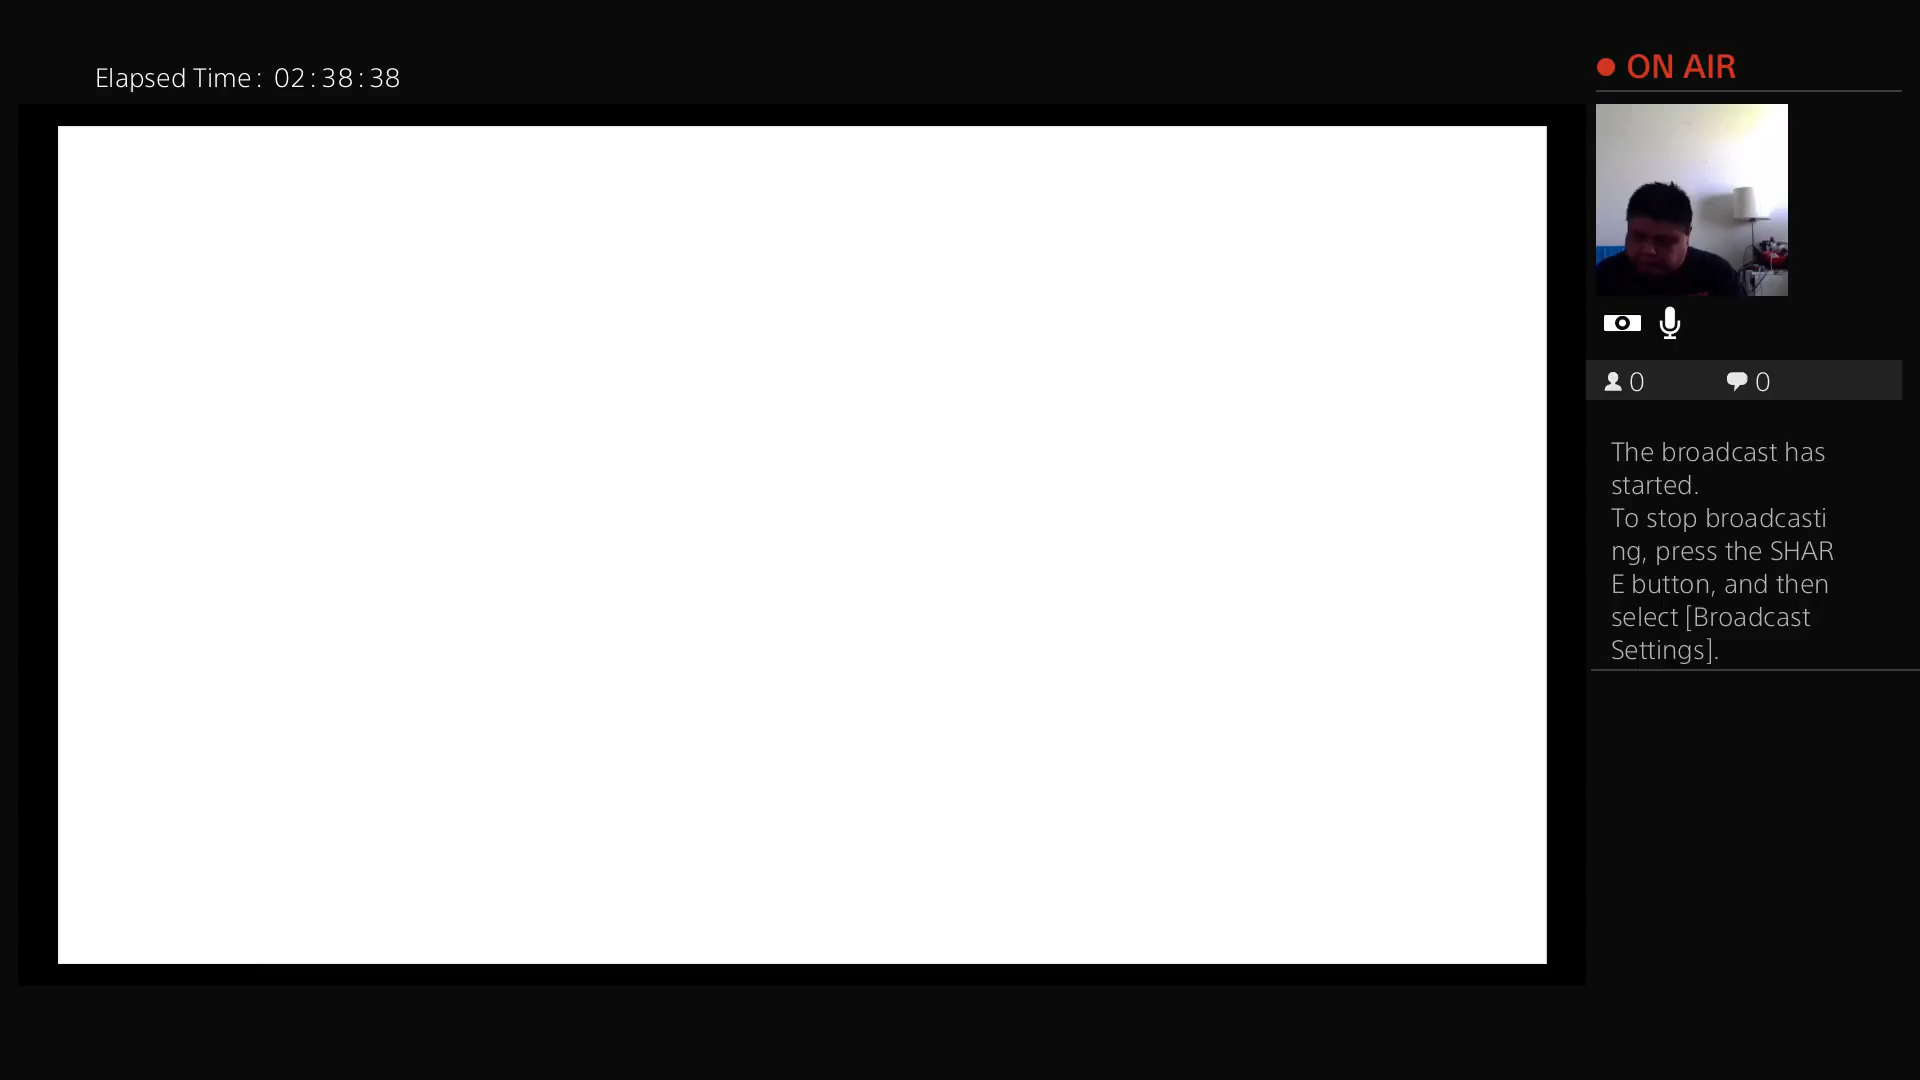 Elapsed Time: 02:38:38
ON AIR
0 0
The broadcast has
started.
To stop broadcasti
ng, press the SHAR
E button, and then
select [Broadcast
Settings].